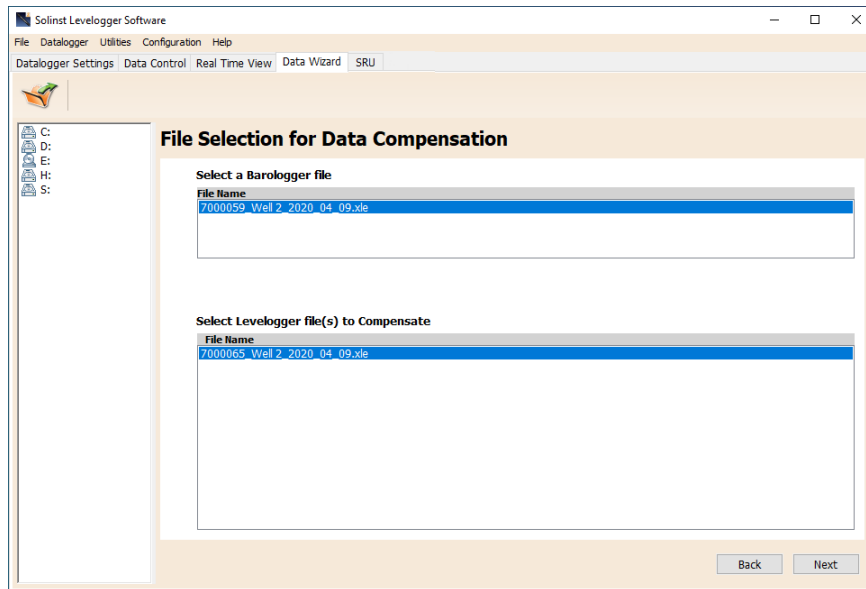 Solinst Levelogger Software
File Datalogger Utilities Configuration Help
Datalogger Settings Data Control Real Time View Data Wizard SRU
C:
D:
E:
H:
S:
File Selection for Data Compensation
Select a Barologger file
File Name
7000059_Well 2_2020_04_09.xle
Select Levelogger file(s) to Compensate
File Name
7000065_Well 2_2020_04_09.xle
Back Next